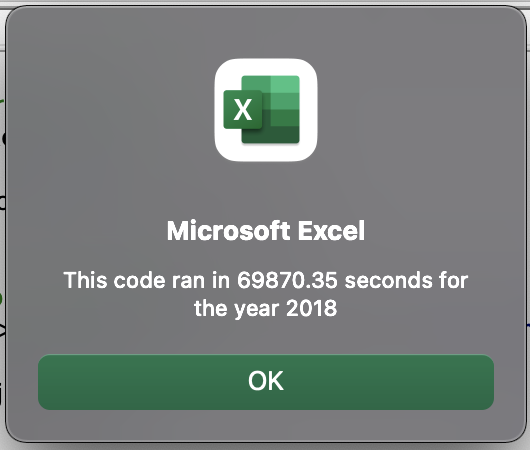 X
Microsoft Excel
This code ran in 69870.35 seconds for
the year 2018
OK